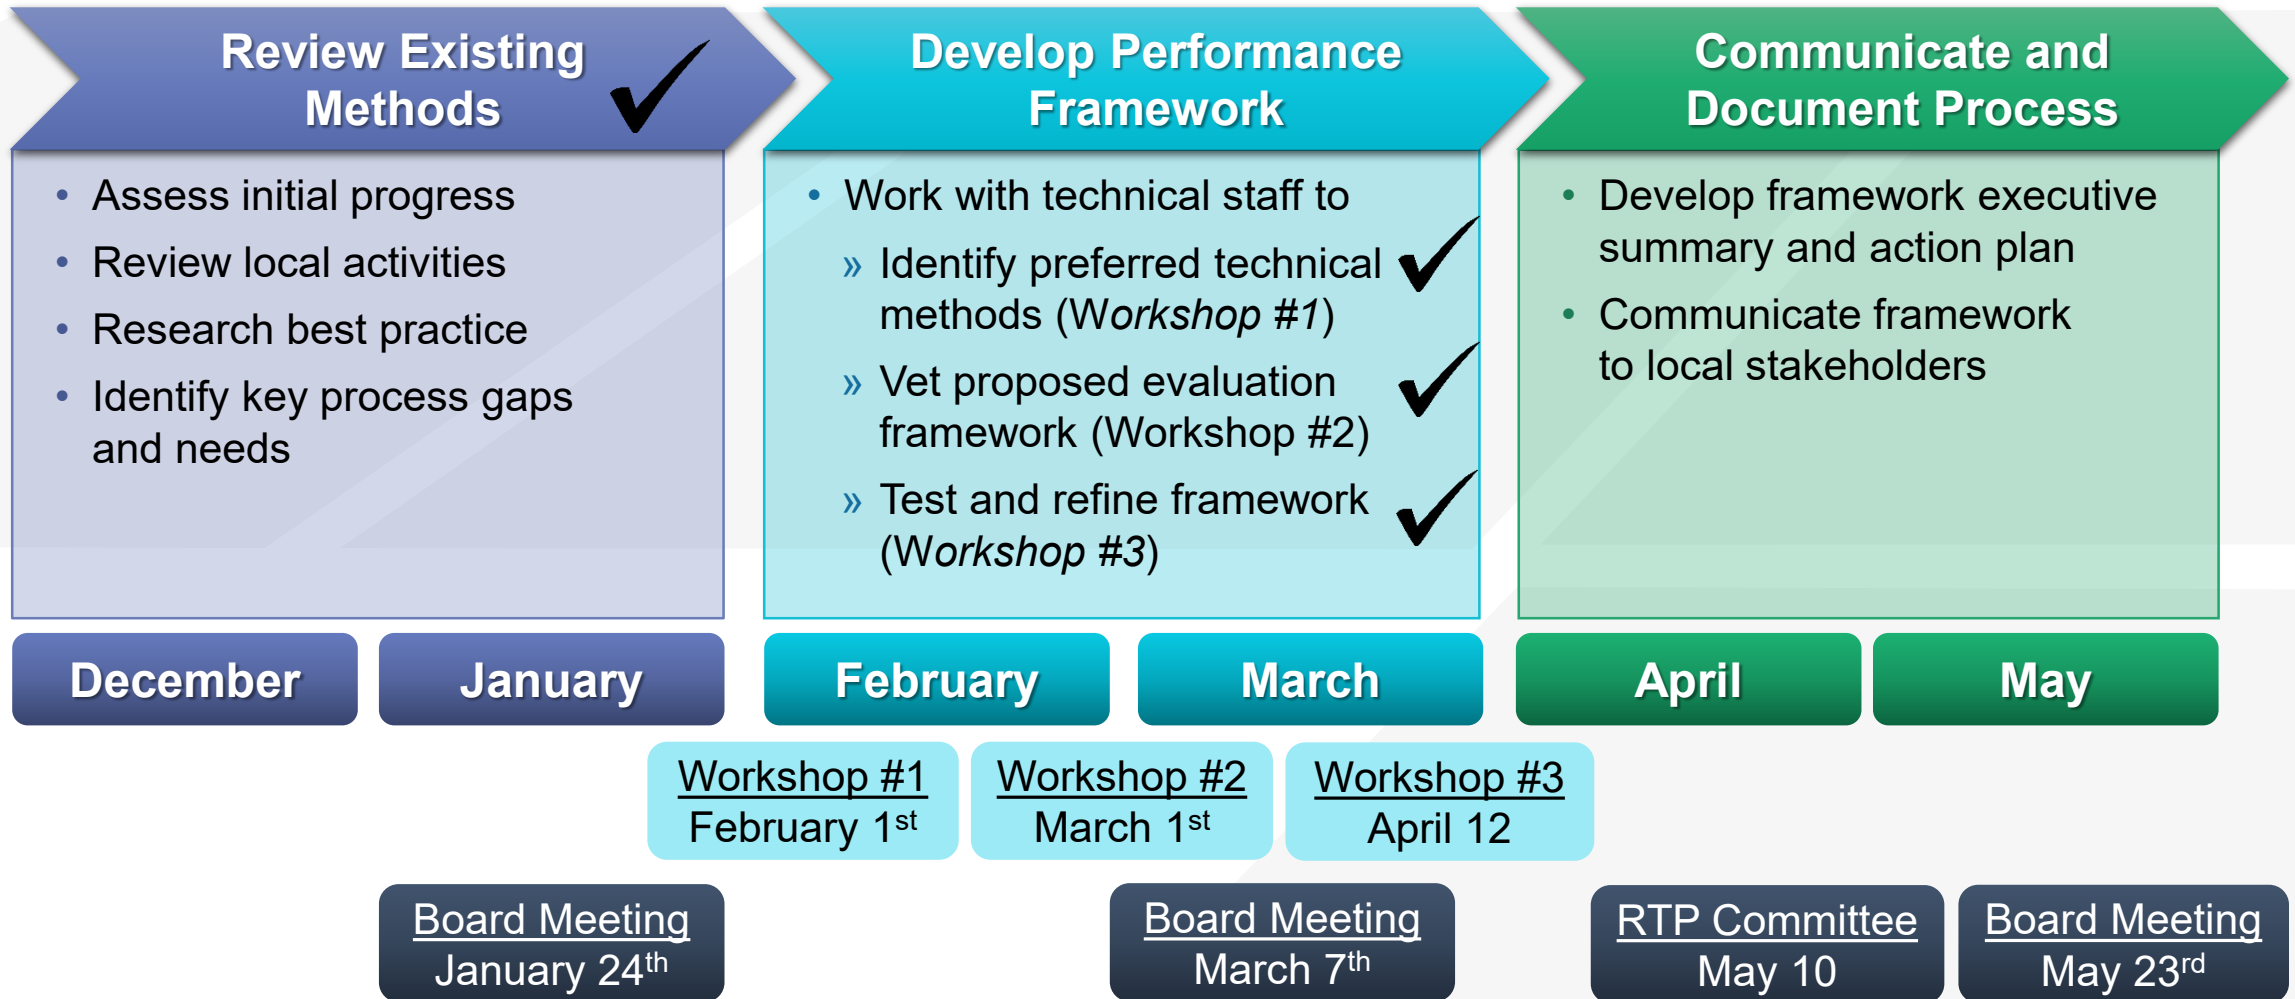 Review Existing
Methods
Develop Performance
Framework
Communicate and
Document Process
• Assess initial progress
• Review local activities
• Research best practice
• Identify key process gaps
and needs
• Work with technical staff to
» Identify preferred technical
methods (Workshop #1)
» Vet proposed evaluation
framework (Workshop #2)
» Test and refine framework
(Workshop #3)
• Develop framework executive
summary and action plan
• Communicate framework
to local stakeholders
December
January
February
March
April
May
Workshop #1
February 1st
Workshop #2
March 1st
Workshop #3
April 12
Board Meeting
January 24th
Board Meeting
March 7th
RTP Committee
May 10
Board Meeting
May 23rd